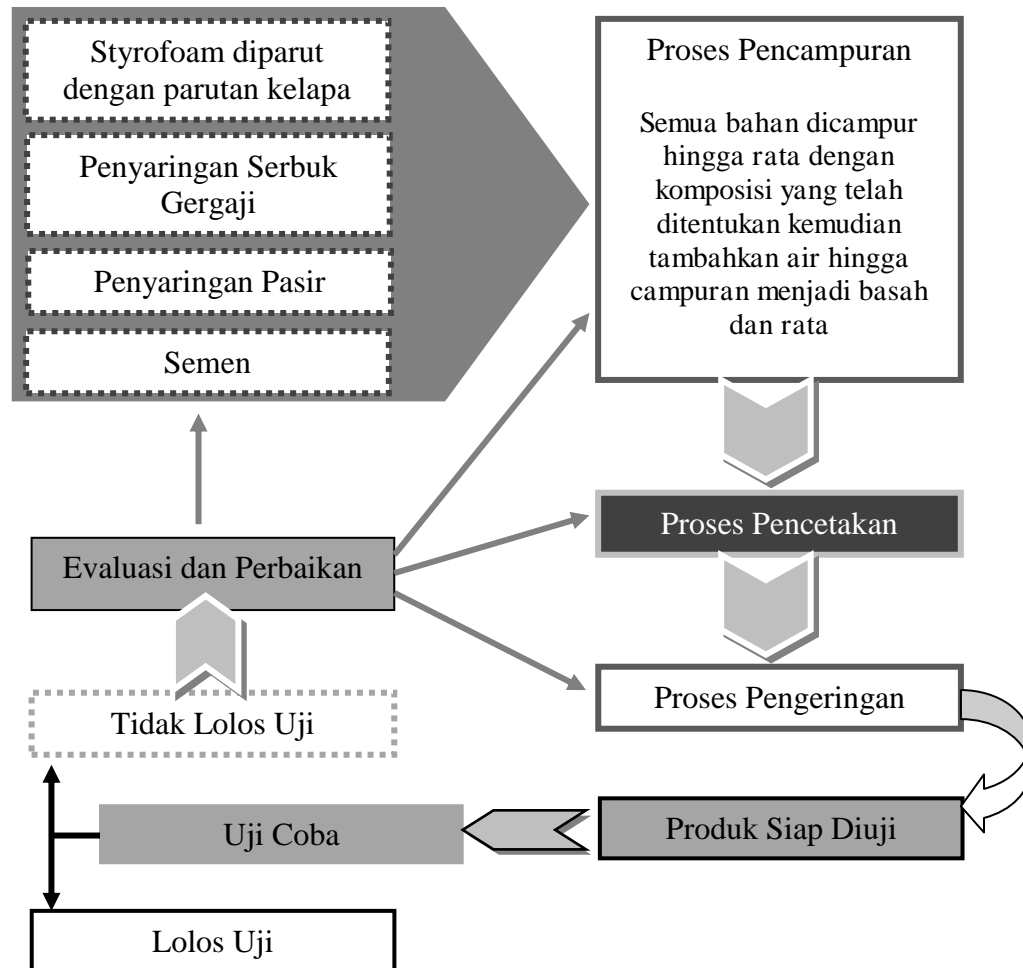 Styrofoam diparut
dengan parutan kelapa
Penyaringan Serbuk
Gergaji
Penyaringan Pasir
Semen
Proses Pencampuran
Semua bahan dicampur
hingga rata dengan
komposisi yang telah
ditentukan kemudian
tambahkan air hingga
campuran menjadi basah
dan rata
Proses Pencetakan
Evaluasi dan Perbaikan
Proses Pengeringan
Tidak Lolos Uji
Produk Siap Diuji
Uji Coba
Lolos Uji